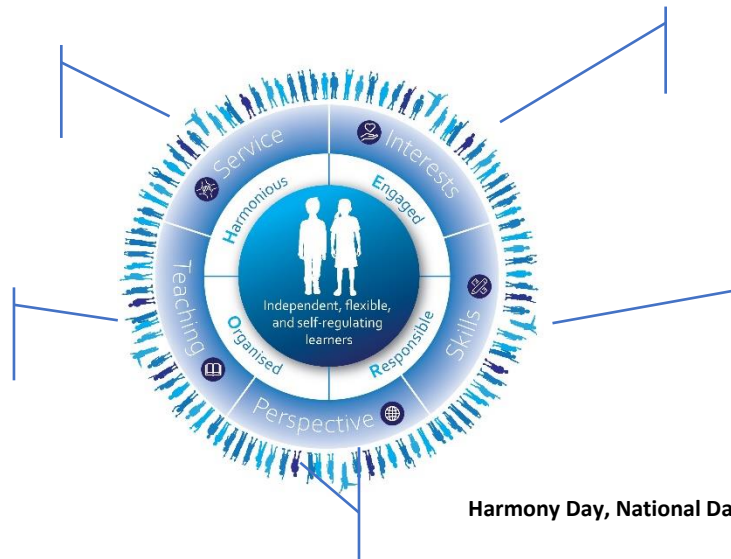 Service
Interests
Harmonious
Engaged
Teaching
Independent, flexible,
and self-regulating
learners
Skills
Organised
Responsible
Perspective
Harmony Day, National Da